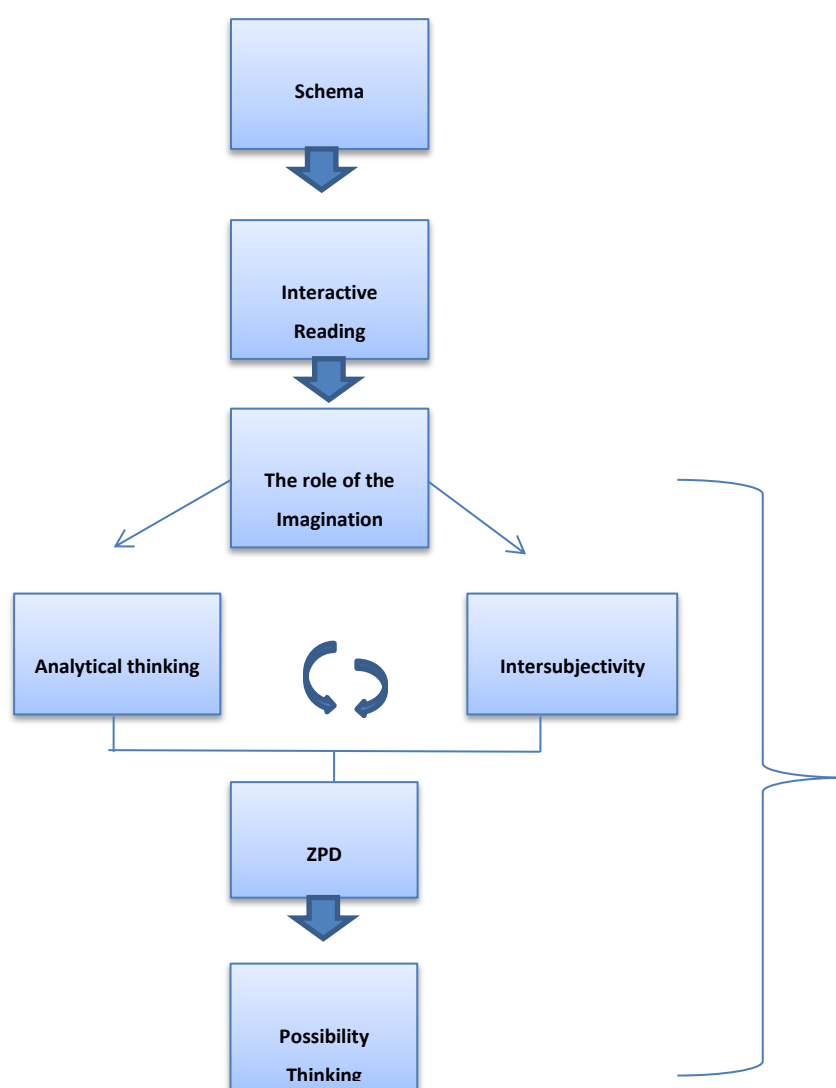 Schema
Interactive
Reading
The role of the
Imagination
Analytical thinking
Intersubjectivity
ZPD
Possibility
Thinking